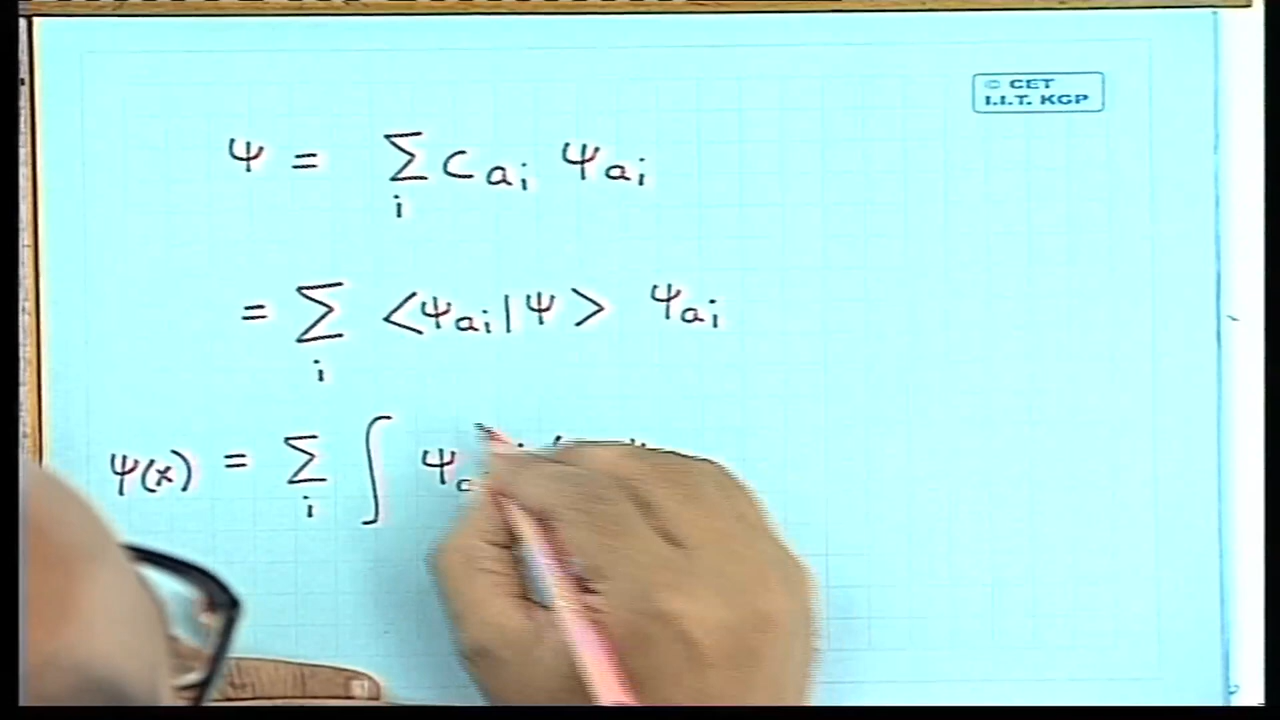 © CET
I.I.T. KGP
Ψ = Σ_i C_{a_i} Ψ_{a_i}
= Σ_i <Ψ_{a_i}|Ψ> Ψ_{a_i}
Ψ(x) = Σ_i ∫ Ψ